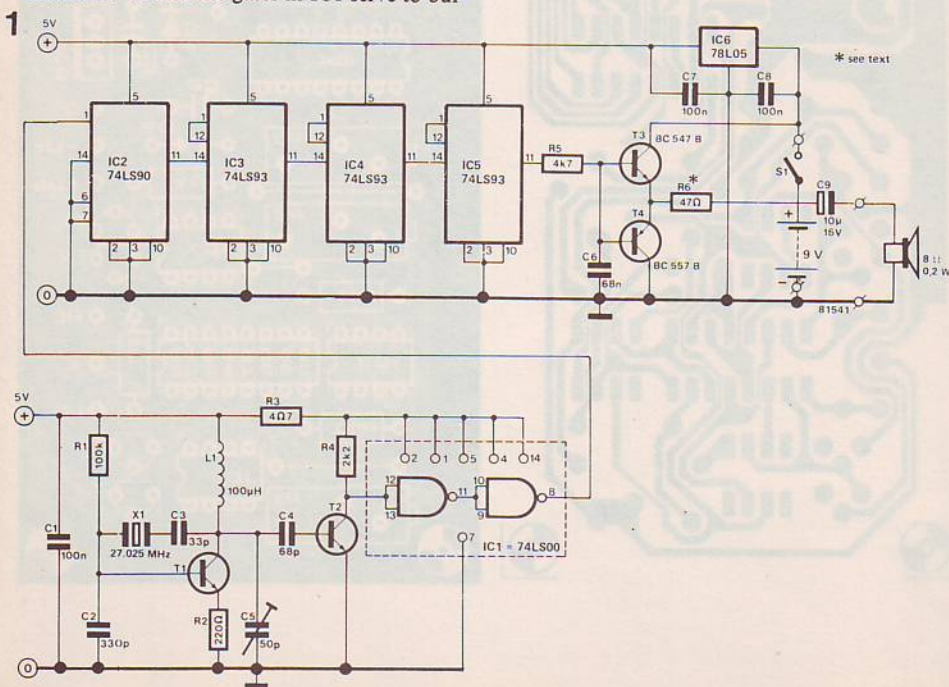 1
5V
+
IC6
78L05
* see text
C7
100n
C8
100n
5
5
5
5
1
14
6
7
IC2
74LS90
11
2
3
10
1
12
14
IC3
74LS93
11
2
3
10
1
12
14
IC4
74LS93
11
2
3
10
1
12
14
IC5
74LS93
11
2
3
10
R5
4k7
T3
BC 547 B
*
R6
47Ω
T4
BC 557 B
C6
68n
S1
+
9 V
−
C9
10µ
16V
8 Ω
0,2 W
81541
0
5V
+
R3
4Ω7
R1
100k
L1
100µH
R4
2k2
2
1
5
4
14
X1
27.025 MHz
C3
33p
C4
68p
T2
12
13
11
10
9
8
7
IC1 = 74LS00
C1
100n
T1
C2
330p
R2
220Ω
C5
50p
0